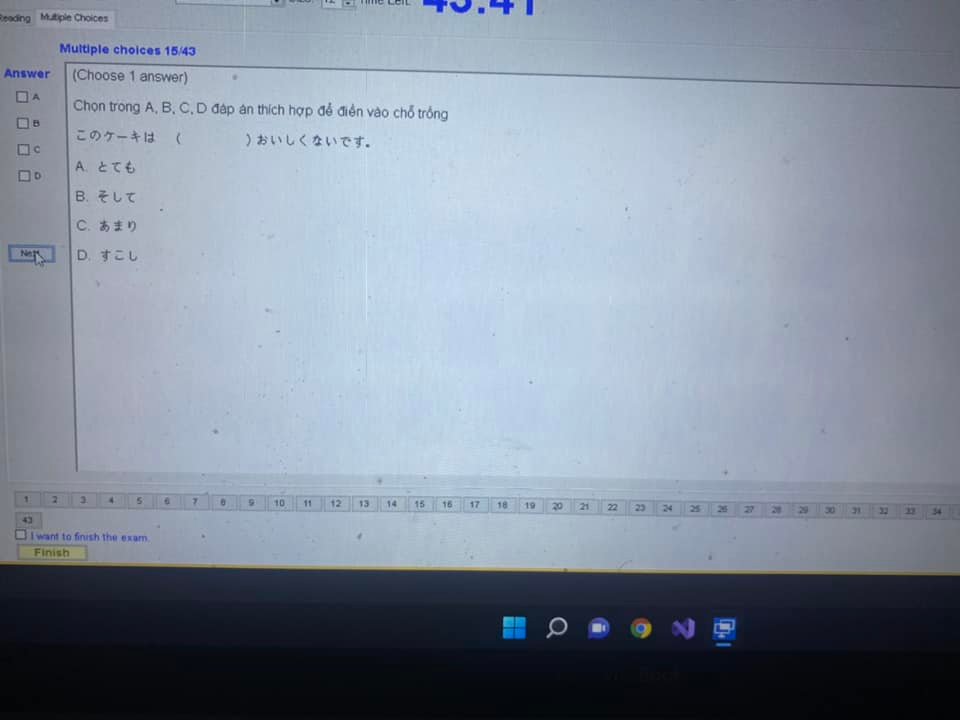 Reading Multiple Choices
Size: 12 Time Left:
Multiple choices 15/43
Answer
(Choose 1 answer)
A
B
C
D
Chọn trong A, B, C, D đáp án thích hợp để điền vào chỗ trống
このケーキは ( )おいしくないです。
A. とても
B. そして
C. あまり
D. すこし
Next
1 2 3 4 5 6 7 8 9 10 11 12 13 14 15 16 17 18 19 20 21 22 23 24 25 26 27 28 29 30 31 32 33 34
43
I want to finish the exam.
Finish